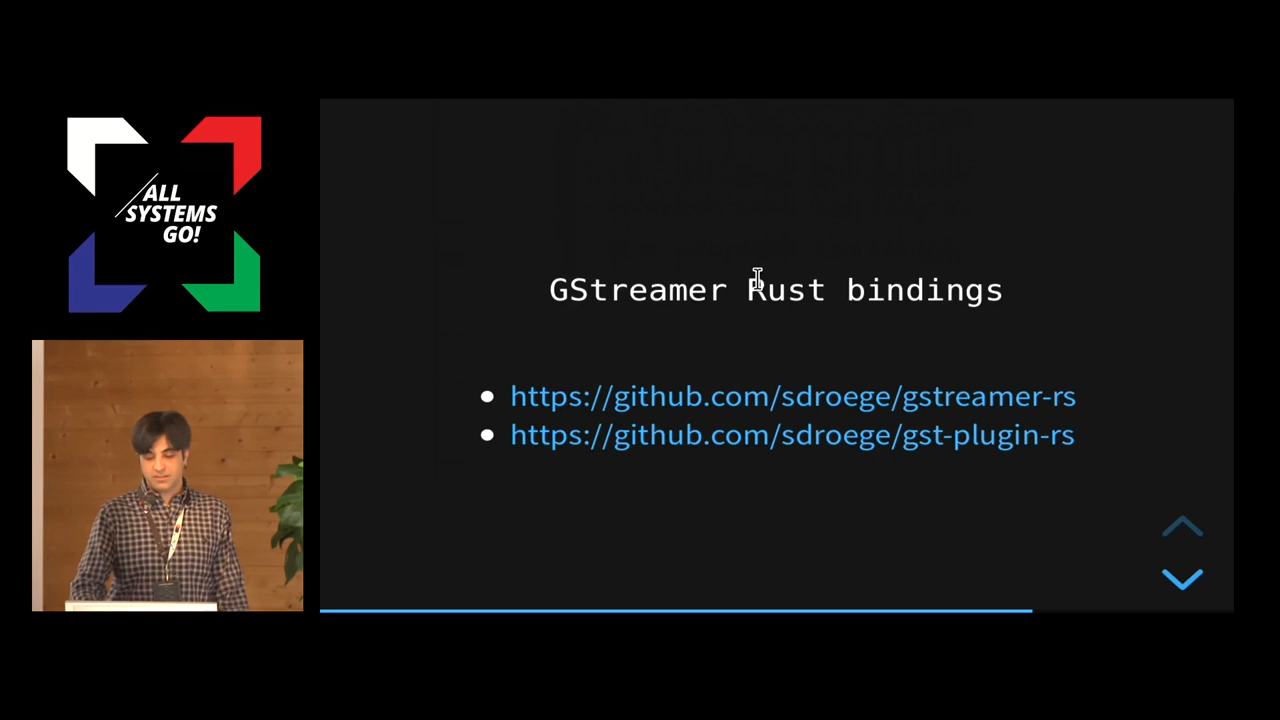 ALL
SYSTEMS
GO!
GStreamer Rust bindings
https://github.com/sdroege/gstreamer-rs
https://github.com/sdroege/gst-plugin-rs